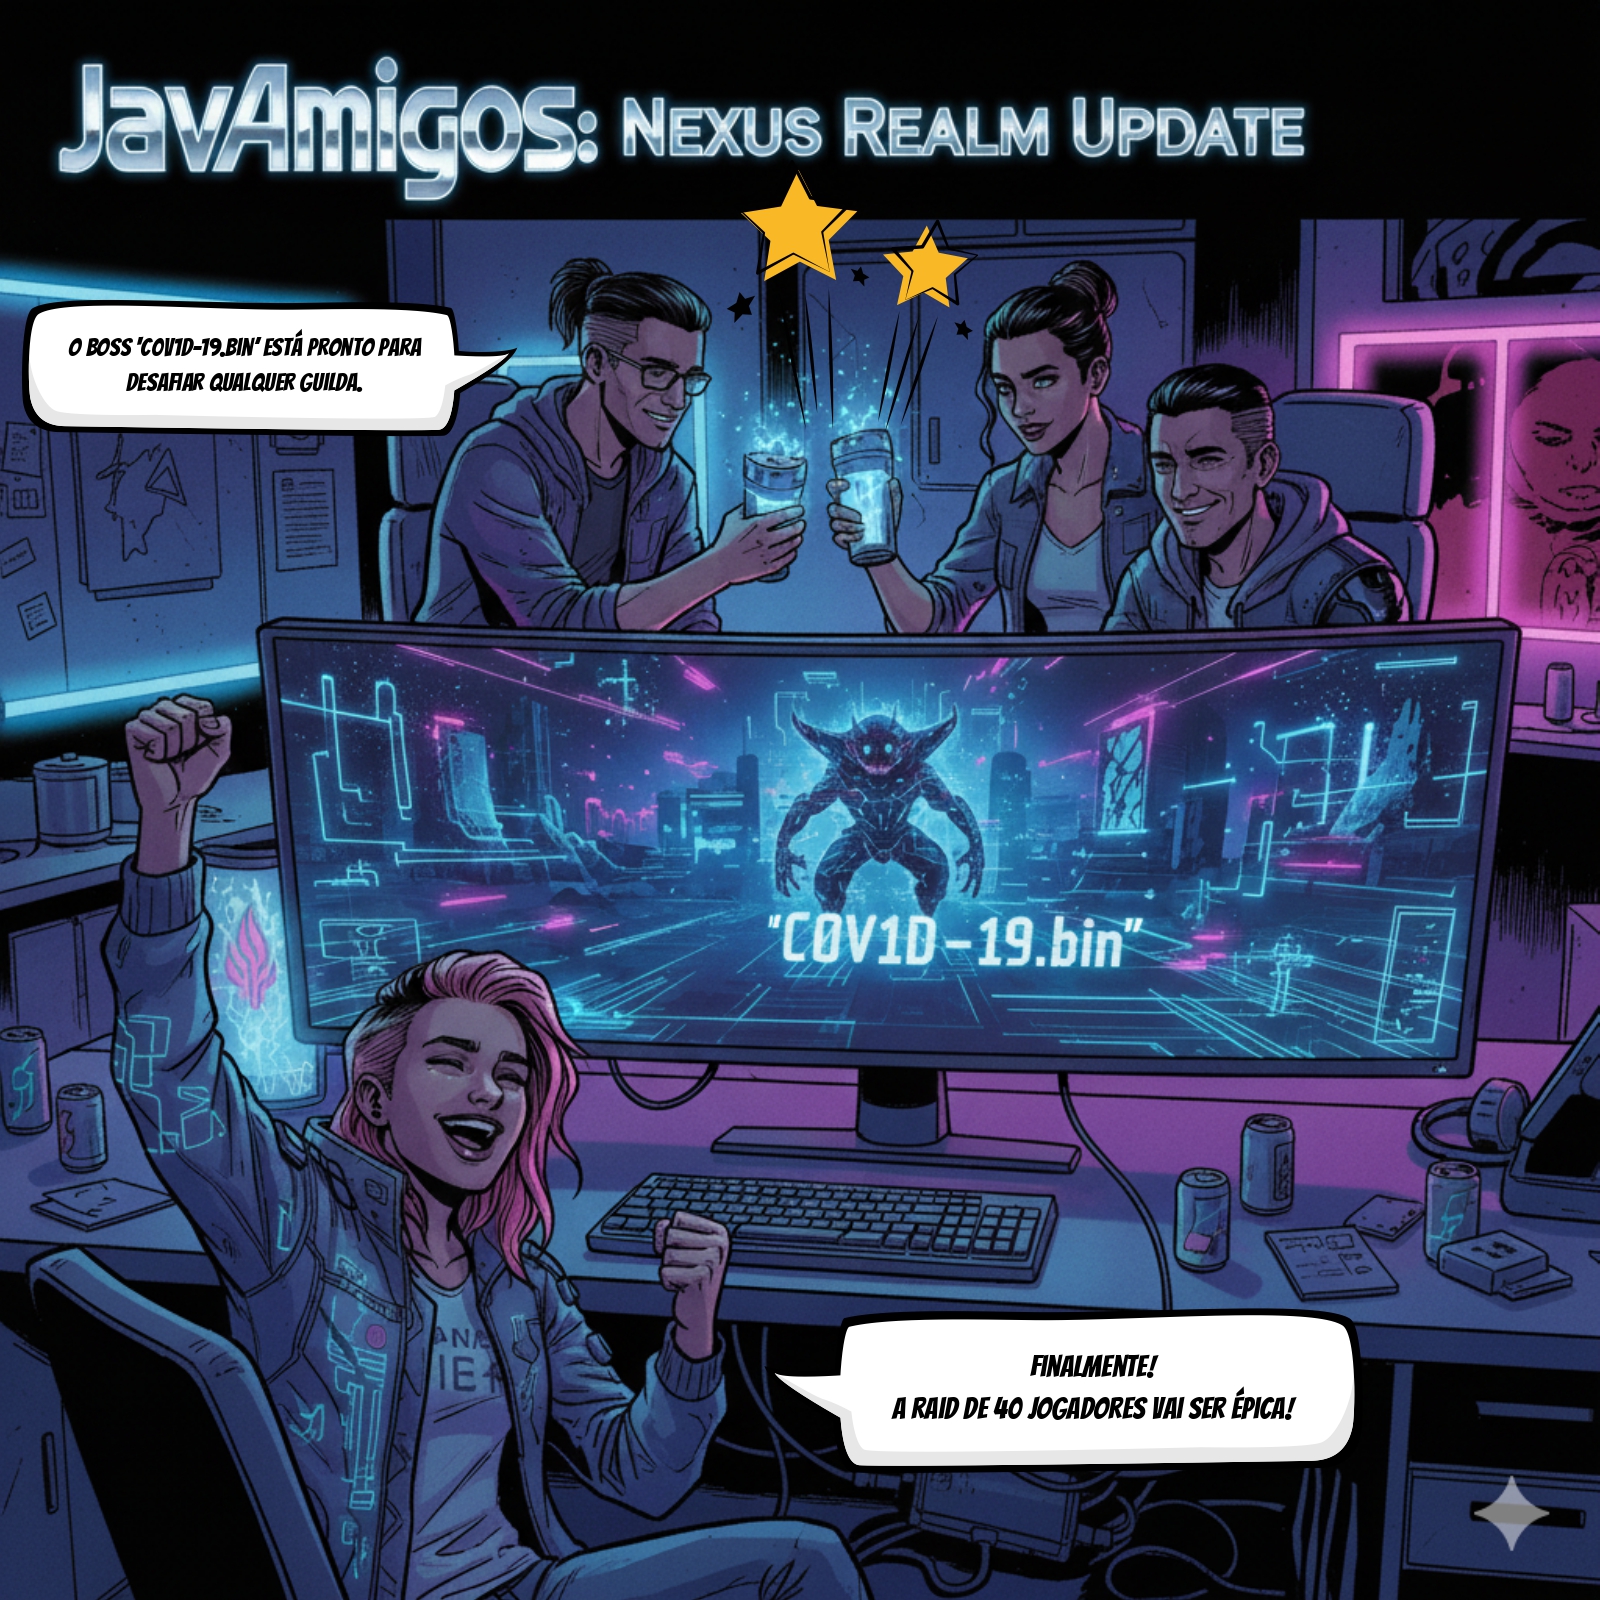 JavAmigos: Nexus Realm Update
O BOSS 'COV1D-19.BIN' ESTÁ PRONTO PARA
DESAFIAR QUALQUER GUILDA.
"C0V1D-19.bin"
FINALMENTE!
A RAID DE 40 JOGADORES VAI SER ÉPICA!